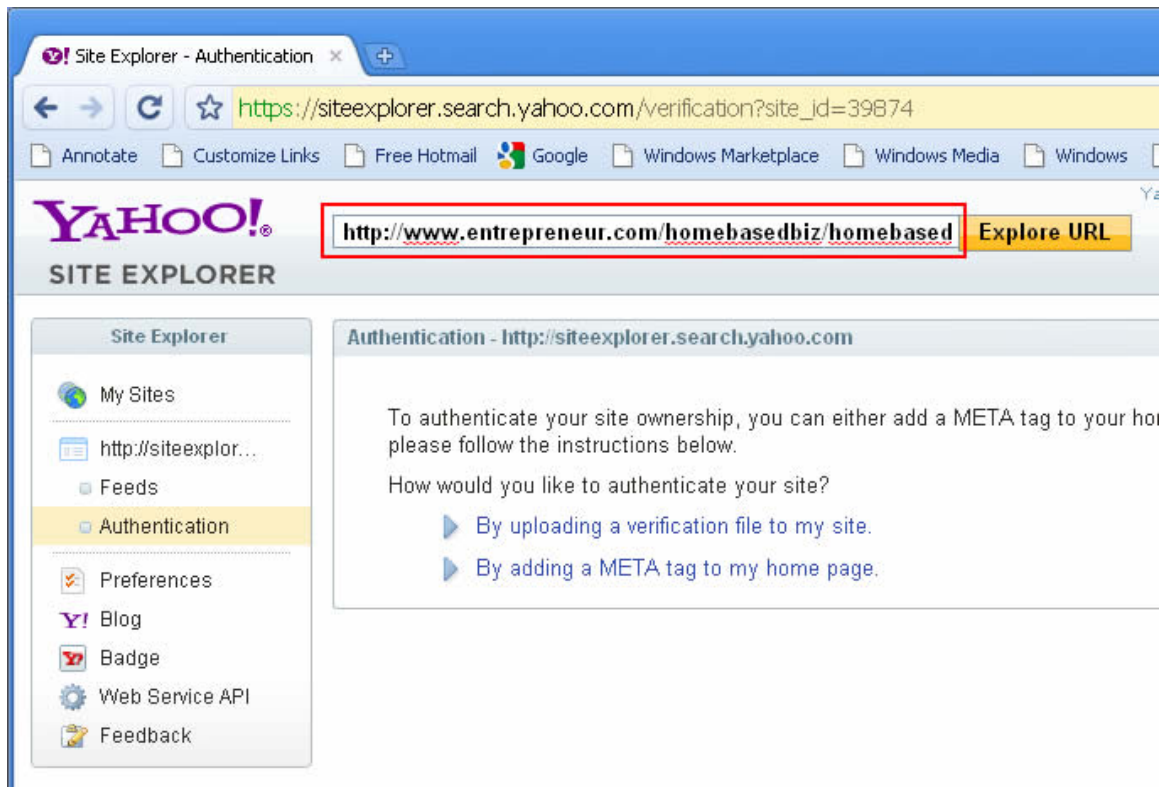 Y! Site Explorer - Authentication
https://siteexplorer.search.yahoo.com/verification?site_id=39874
Annotate Customize Links Free Hotmail Google Windows Marketplace Windows Media Windows
Ya
YAHOO!®
http://www.entrepreneur.com/homebasedbiz/homebased Explore URL
SITE EXPLORER
Site Explorer
Authentication - http://siteexplorer.search.yahoo.com
My Sites
To authenticate your site ownership, you can either add a META tag to your hom
please follow the instructions below.
http://siteexplor...
Feeds
How would you like to authenticate your site?
Authentication
By uploading a verification file to my site.
By adding a META tag to my home page.
Preferences
Y! Blog
Y? Badge
Web Service API
Feedback